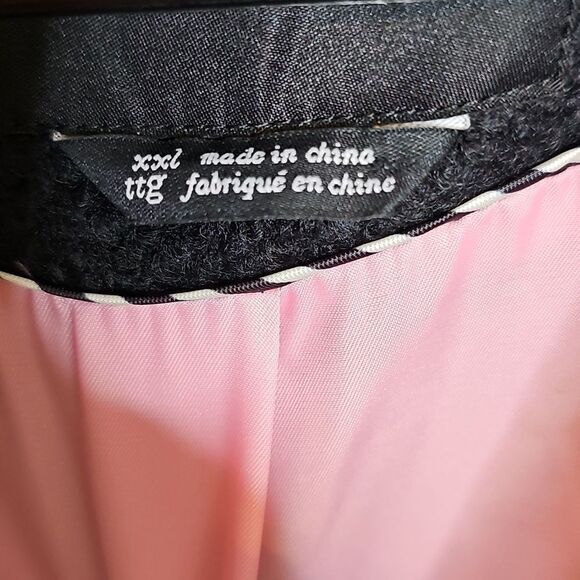 xxl made in china
ttg fabriqué en chine